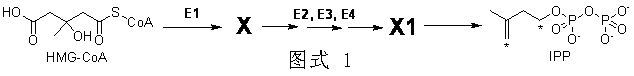 HO O OH O S CoA
HMG-CoA
E1
X
E2, E3, E4
X1
O O O P O P O⁻ O⁻ O⁻
* *
IPP
图式 1